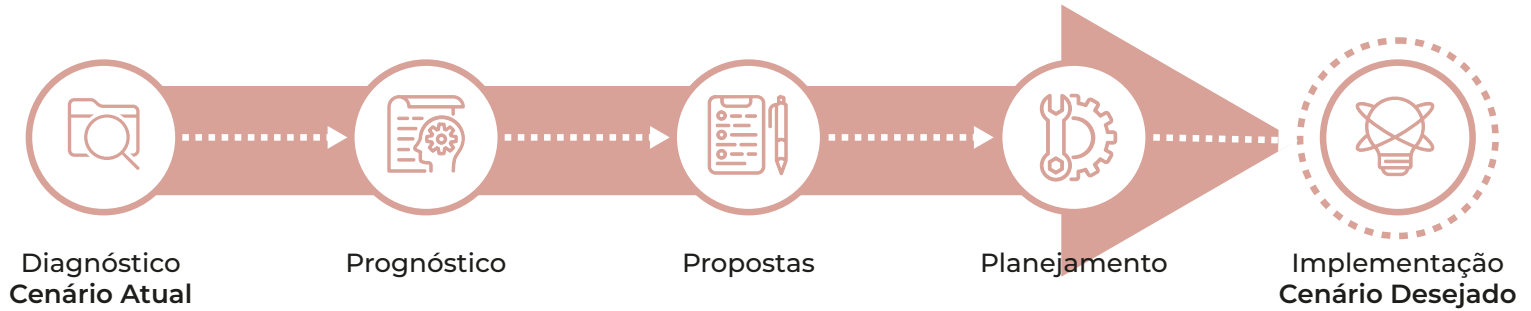 Diagnóstico
Cenário Atual
Prognóstico
Propostas
Planejamento
Implementação
Cenário Desejado